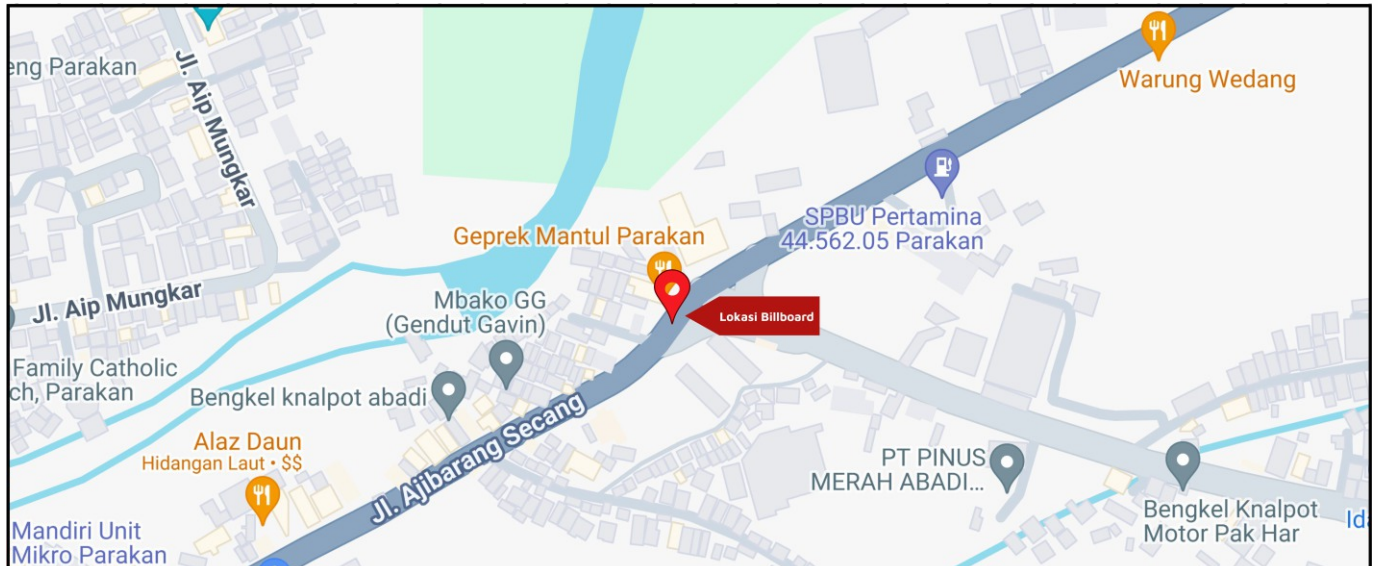 eng Parakan
Jl. Aip Mungkar
Warung Wedang
SPBU Pertamina
44.562.05 Parakan
Geprek Mantul Parakan
Jl. Aip Mungkar
Mbako GG
(Gendut Gavin)
Lokasi Billboard
Family Catholic
ch, Parakan
Bengkel knalpot abadi
Alaz Daun
Hidangan Laut • $$
Jl. Ajibarang Secang
PT PINUS
MERAH ABADI...
Bengkel Knalpot
Motor Pak Har
Ida
Mandiri Unit
Mikro Parakan